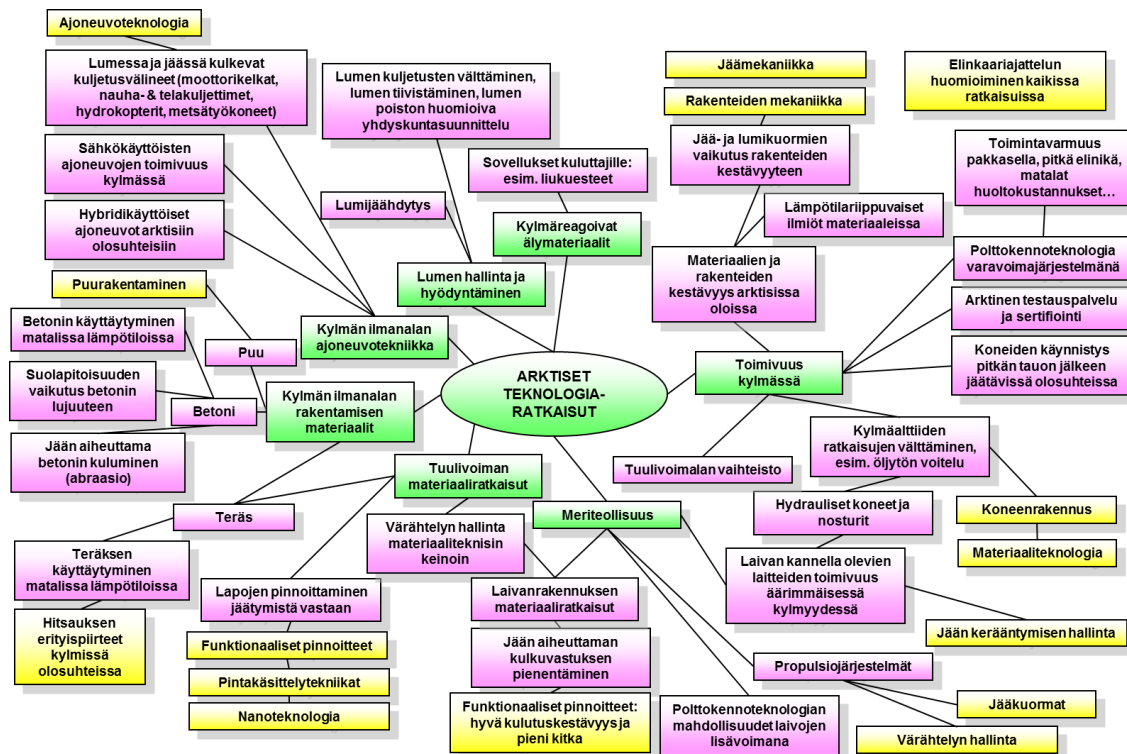 Ajoneuvoteknologia
Lumessa ja jäässä kulkevat
kuljetusvälineet (moottorikelkat,
nauha- & telakuljettimet,
hydrokopterit, metsätyökoneet)
Sähkökäyttöisten
ajoneuvojen toimivuus
kylmässä
Hybridikäyttöiset
ajoneuvot arktisiin
olosuhteisiin
Puurakentaminen
Betonin käyttäytyminen
matalissa lämpötiloissa
Puu
Suolapitoisuuden
vaikutus betonin
lujuuteen
Betoni
Jään aiheuttama
betonin kuluminen
(abraasio)
Lumen kuljetusten välttäminen,
lumen tiivistäminen, lumen
poiston huomioiva
yhdyskuntasuunnittelu
Lumijäähdytys
Sovellukset kuluttajille:
esim. liukuesteet
Kylmäreagoivat
älymateriaalit
Lumen hallinta ja
hyödyntäminen
Kylmän ilmanalan
ajoneuvotekniikka
Kylmän ilmanalan
rakentamisen
materiaalit
ARKTISET
TEKNOLOGIA-
RATKAISUT
Jäämekaniikka
Rakenteiden mekaniikka
Jää- ja lumikuormien
vaikutus rakenteiden
kestävyyteen
Lämpötilariippuvaiset
ilmiöt materiaaleissa
Materiaalien ja
rakenteiden
kestävyys arktisissa
oloissa
Elinkaariajattelun
huomioiminen kaikissa
ratkaisuissa
Toimintavarmuus
pakkasella, pitkä elinikä,
matalat
huoltokustannukset…
Polttokennoteknologia
varavoimajärjestelmänä
Arktinen testauspalvelu
ja sertifiointi
Koneiden käynnistys
pitkän tauon jälkeen
jäätävissä olosuhteissa
Toimivuus
kylmässä
Tuulivoimalan vaihteisto
Kylmäalttiiden
ratkaisujen välttäminen,
esim. öljytön voitelu
Hydrauliset koneet ja
nosturit
Koneenrakennus
Materiaaliteknologia
Laivan kannella olevien
laitteiden toimivuus
äärimmäisessä
kylmyydessä
Jään kerääntymisen hallinta
Tuulivoiman
materiaaliratkaisut
Teräs
Teräksen
käyttäytyminen
matalissa lämpötiloissa
Hitsauksen
erityispiirteet
kylmissä
olosuhteissa
Värähtelyn hallinta
materiaaliteknisin
keinoin
Lapojen pinnoittaminen
jäätymistä vastaan
Funktionaaliset pinnoitteet
Pintakäsittelytekniikat
Nanoteknologia
Meriteollisuus
Laivanrakennuksen
materiaaliratkaisut
Jään aiheuttaman
kulkuvastuksen
pienentäminen
Funktionaaliset pinnoitteet:
hyvä kulutuskestävyys ja
pieni kitka
Polttokennoteknologian
mahdollisuudet laivojen
lisävoimana
Propulsiojärjestelmät
Jääkuormat
Värähtelyn hallinta